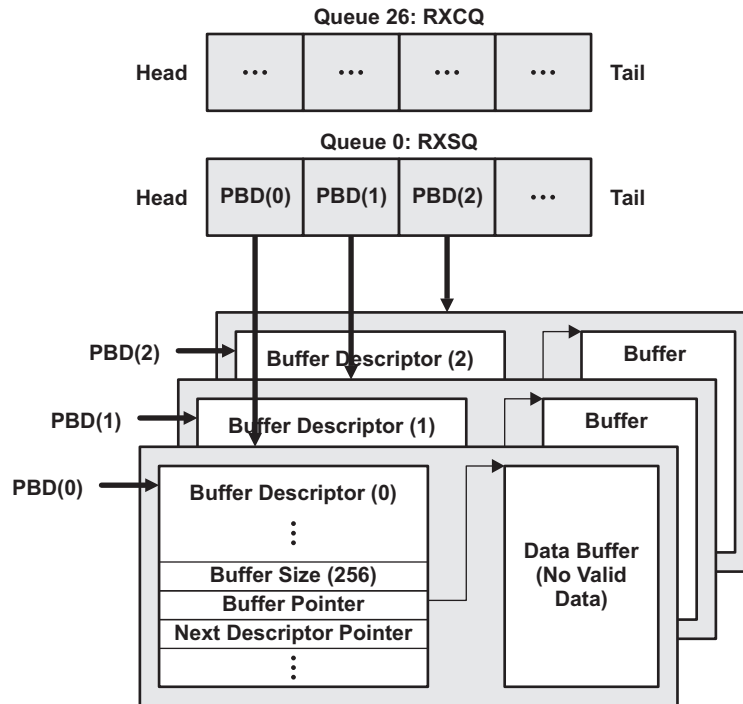 Queue 26: RXCQ
Head ... ... ... ... Tail
Queue 0: RXSQ
Head PBD(0) PBD(1) PBD(2) ... Tail
PBD(2)
Buffer Descriptor (2)
Buffer
PBD(1)
Buffer Descriptor (1)
Buffer
PBD(0)
Buffer Descriptor (0)
Buffer Size (256)
Buffer Pointer
Next Descriptor Pointer
Data Buffer
(No Valid
Data)